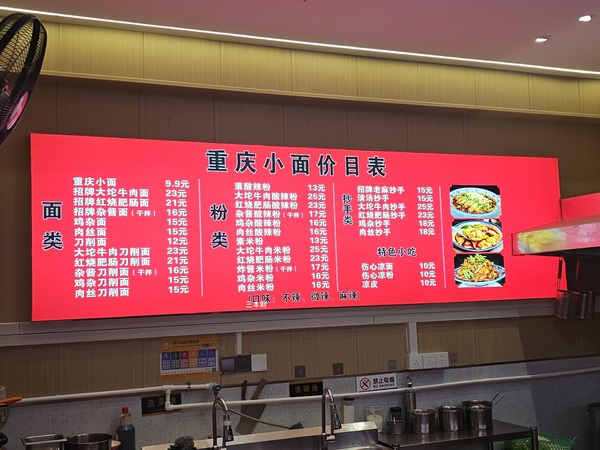 重庆小面价目表
面类
重庆小面 9.9元
招牌大坨牛肉面 23元
招牌红烧肥肠面 21元
招牌杂酱面(干拌) 16元
鸡杂面 15元
肉丝面 15元
刀削面 12元
大坨牛肉刀削面 23元
红烧肥肠刀削面 21元
杂酱刀削面(干拌) 16元
鸡杂刀削面 15元
肉丝刀削面 15元
粉类
素酸辣粉 13元
大坨牛肉酸辣粉 25元
红烧肥肠酸辣粉 23元
杂酱酸辣粉(干拌) 17元
鸡杂酸辣粉 16元
肉丝酸辣粉 16元
素米粉 13元
大坨牛肉米粉 25元
红烧肥肠米粉 23元
炸酱米粉(干拌) 17元
鸡杂米粉 16元
肉丝米粉 16元
抄手类
招牌老麻抄手 15元
清汤抄手 15元
大坨牛肉抄手 25元
红烧肥肠抄手 23元
鸡杂抄手 18元
肉丝抄手 18元
特色小吃
伤心凉面 10元
伤心凉粉 10元
凉皮 10元
(口味：不辣，微辣，麻辣)
三本财
禁止吸烟
NO SMOKING